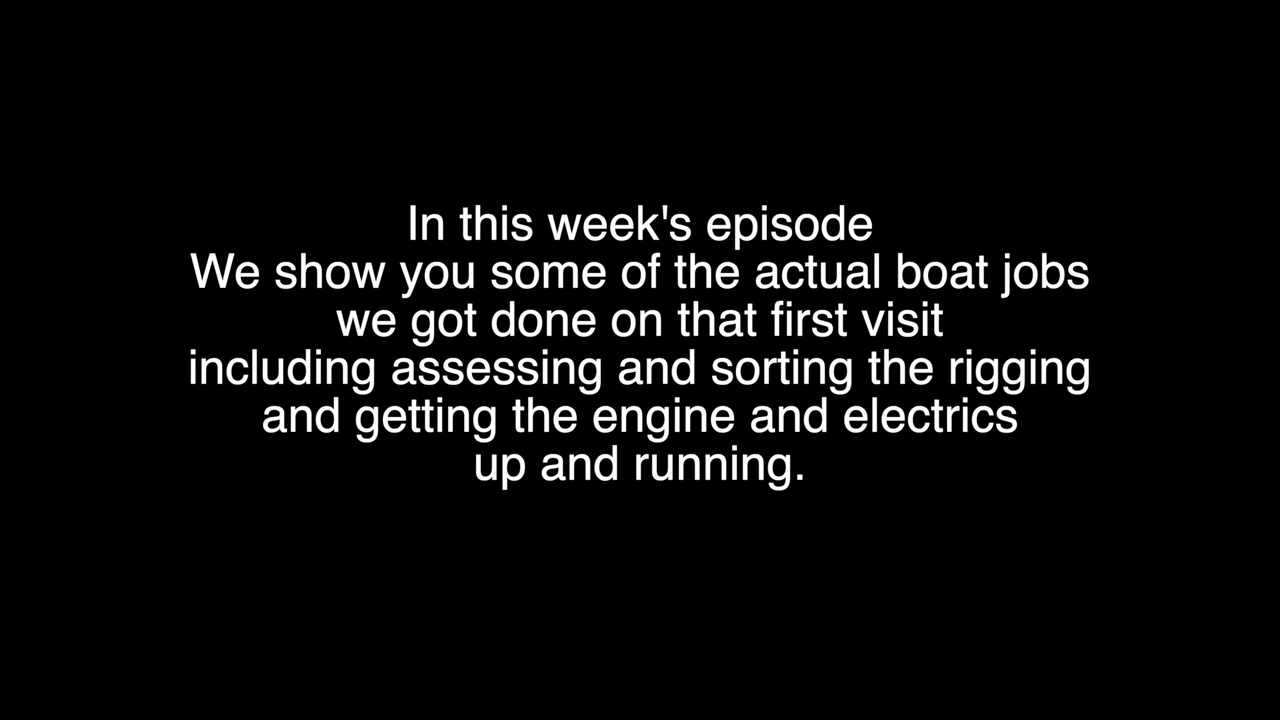 In this week's episode
We show you some of the actual boat jobs
we got done on that first visit
including assessing and sorting the rigging
and getting the engine and electrics
up and running.